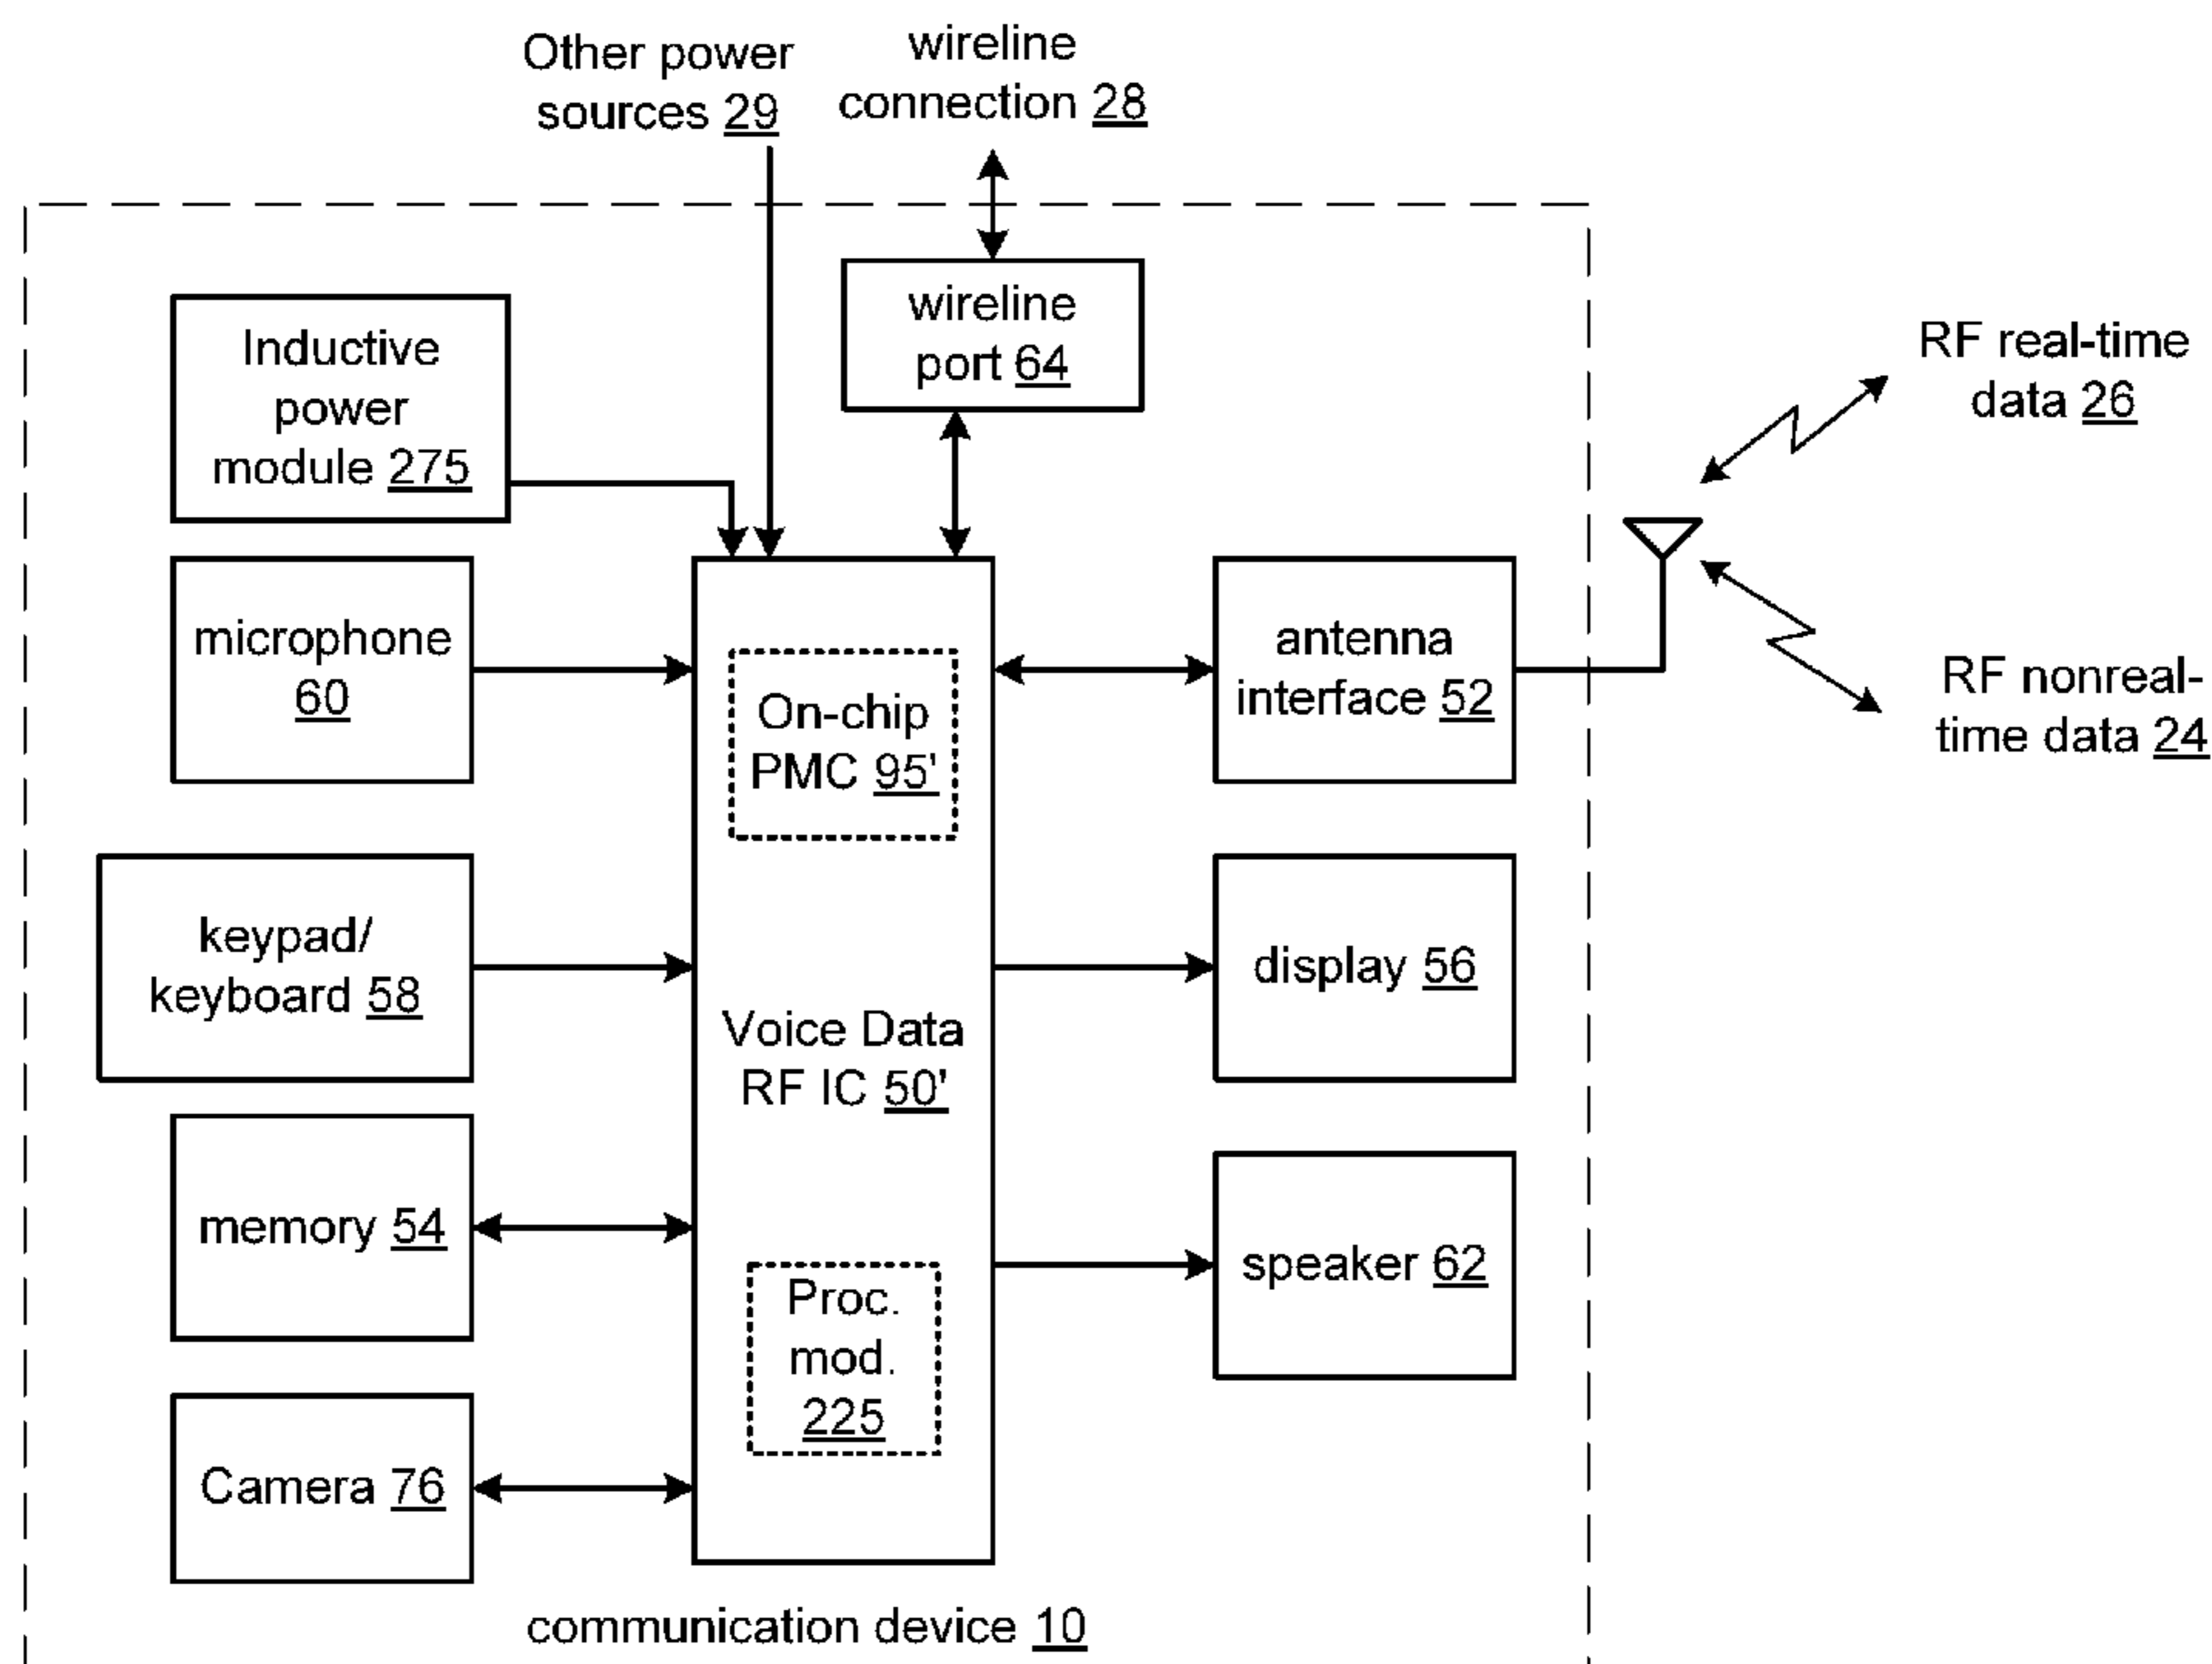 Other power
sources 29
wireline
connection 28
Inductive
power
module 275
wireline
port 64
RF real-time
data 26
microphone
60
On-chip
PMC 95'
antenna
interface 52
RF nonreal-
time data 24
keypad/
keyboard 58
Voice Data
RF IC 50'
display 56
memory 54
Proc.
mod.
225
speaker 62
Camera 76
communication device 10